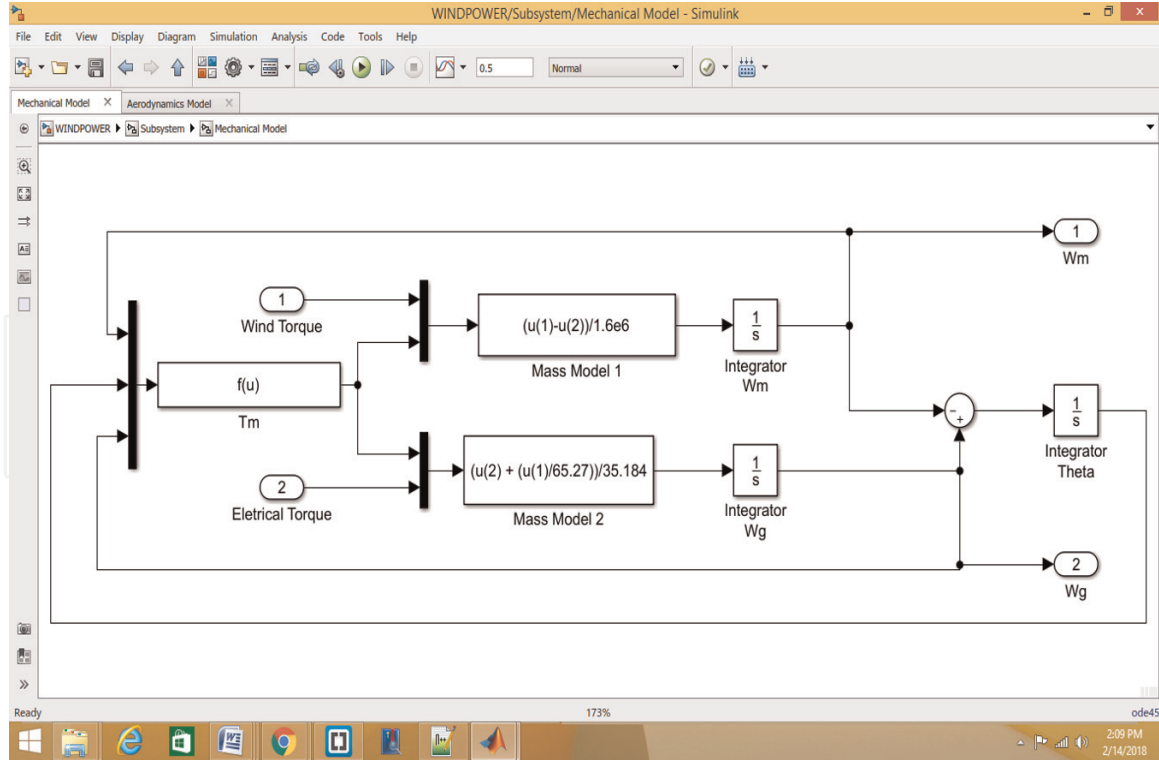 WINDPOWER/Subsystem/Mechanical Model - Simulink
File Edit View Display Diagram Simulation Analysis Code Tools Help
0.5 Normal
Mechanical Model Aerodynamics Model
WINDPOWER Subsystem Mechanical Model
1
Wm
1
Wind Torque
(u(1)-u(2))/1.6e6
Mass Model 1
1
s
Integrator
Wm
f(u)
Tm
-
+
1
s
Integrator
Theta
2
Eletrical Torque
(u(2) + (u(1)/65.27))/35.184
Mass Model 2
1
s
Integrator
Wg
2
Wg
Ready 173% ode45
2:09 PM
2/14/2018